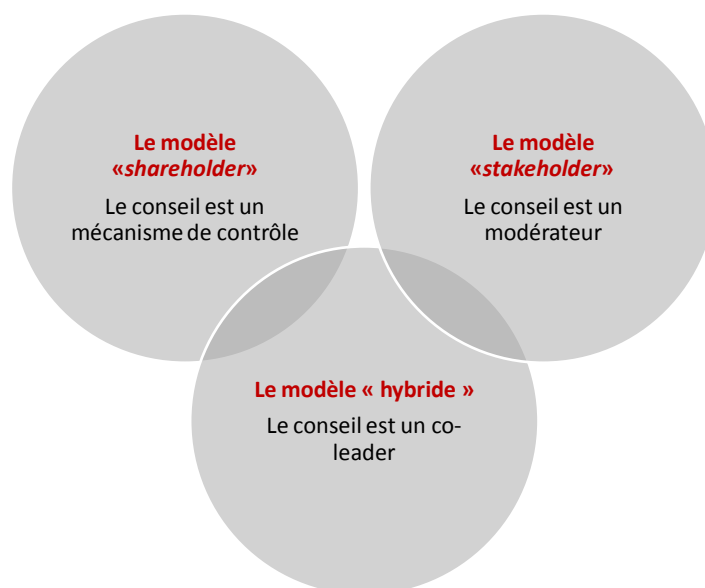 Le modèle
«shareholder»
Le conseil est un
mécanisme de contrôle
Le modèle
«stakeholder»
Le conseil est un
modérateur
Le modèle « hybride »
Le conseil est un co-
leader